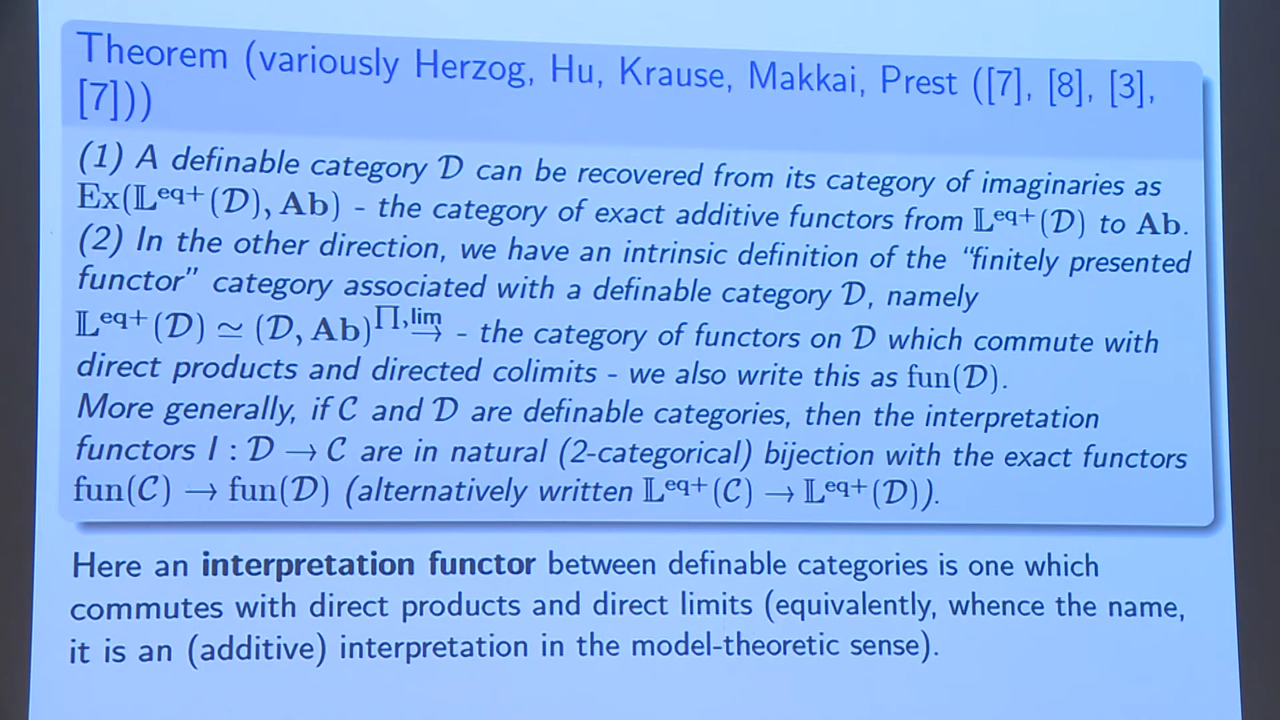 Theorem (variously Herzog, Hu, Krause, Makkai, Prest ([7], [8], [3],
[7]))
(1) A definable category 𝒟 can be recovered from its category of imaginaries as
Ex(𝕃ᵉᑫ⁺(𝒟), Ab) - the category of exact additive functors from 𝕃ᵉᑫ⁺(𝒟) to Ab.
(2) In the other direction, we have an intrinsic definition of the “finitely presented
functor” category associated with a definable category 𝒟, namely
𝕃ᵉᑫ⁺(𝒟) ≃ (𝒟, Ab)^{∏,lim→} - the category of functors on 𝒟 which commute with
direct products and directed colimits - we also write this as fun(𝒟).
More generally, if 𝒞 and 𝒟 are definable categories, then the interpretation
functors I : 𝒟 → 𝒞 are in natural (2-categorical) bijection with the exact functors
fun(𝒞) → fun(𝒟) (alternatively written 𝕃ᵉᑫ⁺(𝒞) → 𝕃ᵉᑫ⁺(𝒟)).
Here an interpretation functor between definable categories is one which
commutes with direct products and direct limits (equivalently, whence the name,
it is an (additive) interpretation in the model-theoretic sense).